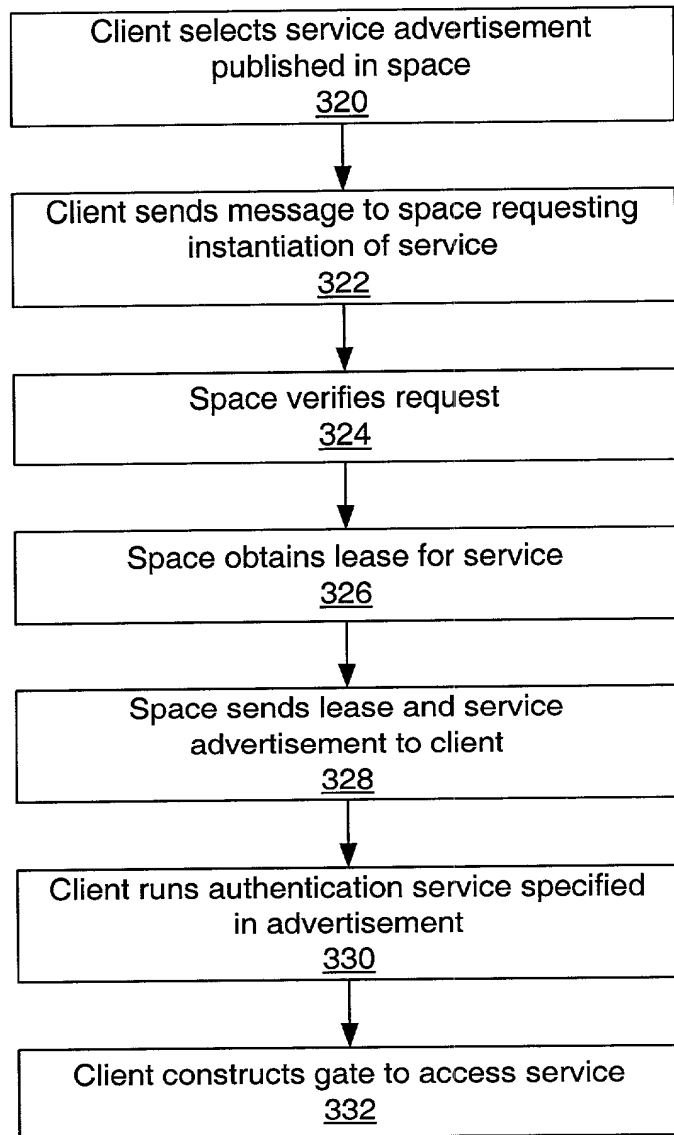 Client selects service advertisement
published in space
320
Client sends message to space requesting
instantiation of service
322
Space verifies request
324
Space obtains lease for service
326
Space sends lease and service
advertisement to client
328
Client runs authentication service specified
in advertisement
330
Client constructs gate to access service
332